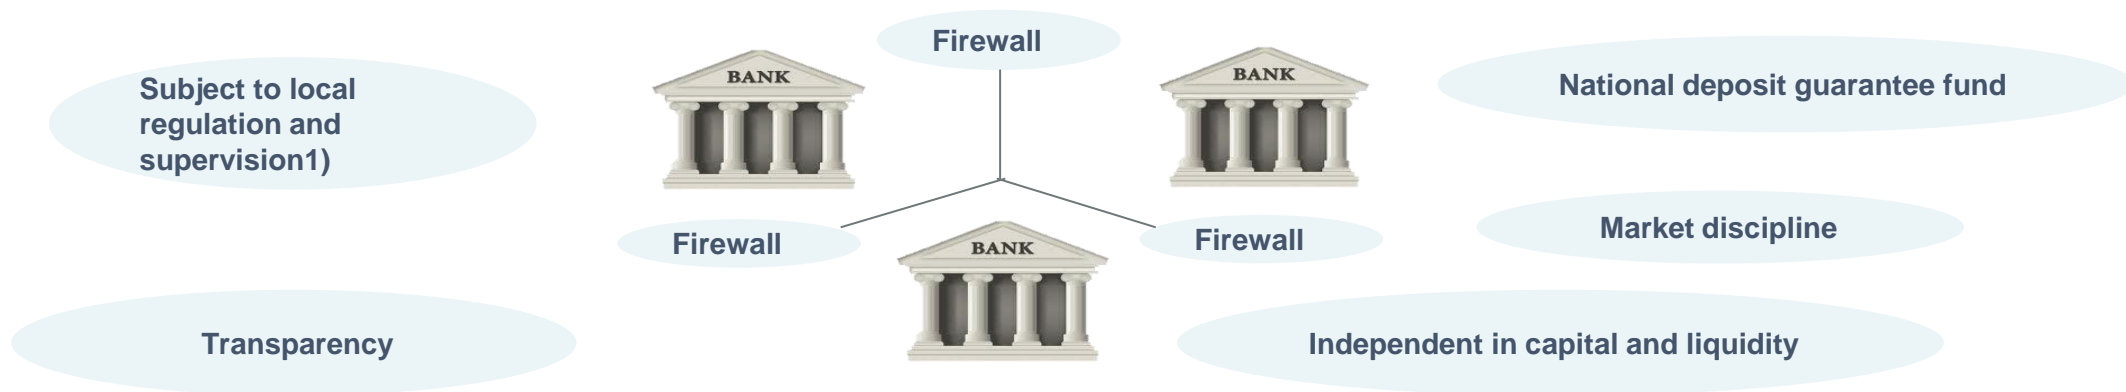 Firewall
BANK
BANK
Subject to local
regulation and
supervision1)
National deposit guarantee fund
Firewall
BANK
Firewall
Market discipline
Transparency
Independent in capital and liquidity